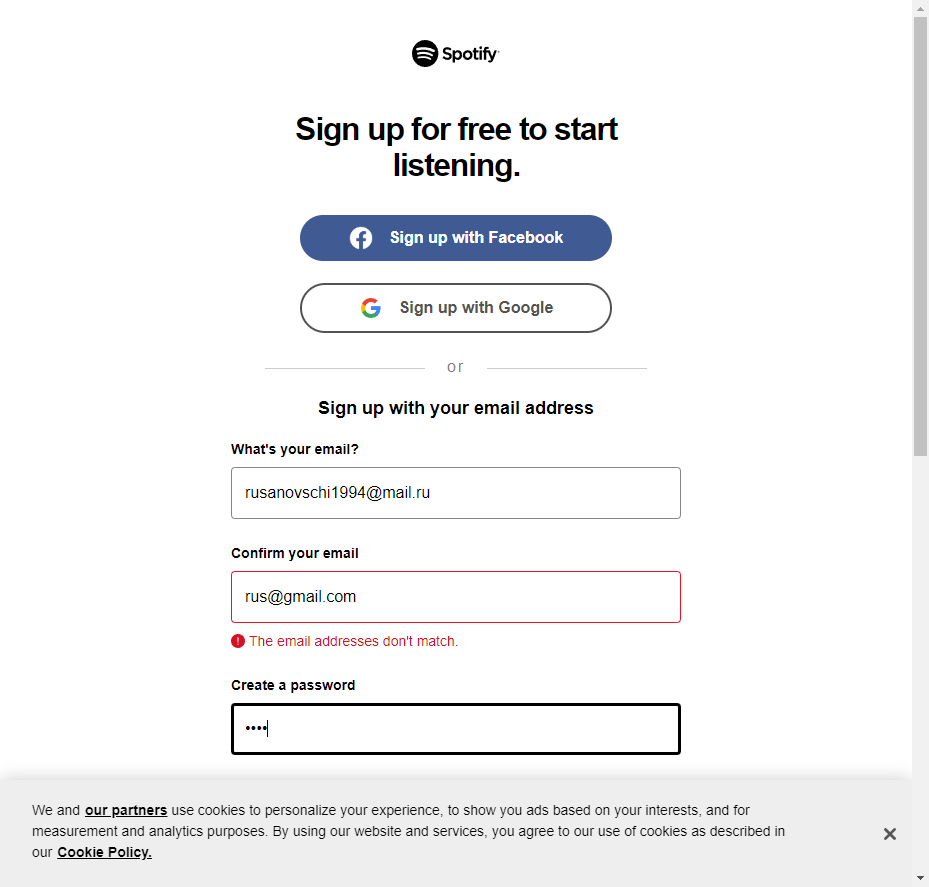 Spotify
Sign up for free to start
listening.
Sign up with Facebook
Sign up with Google
or
Sign up with your email address
What's your email?
rusanovschi1994@mail.ru
Confirm your email
rus@gmail.com
The email addresses don't match.
Create a password
••••
We and our partners use cookies to personalize your experience, to show you ads based on your interests, and for
measurement and analytics purposes. By using our website and services, you agree to our use of cookies as described in
our Cookie Policy.